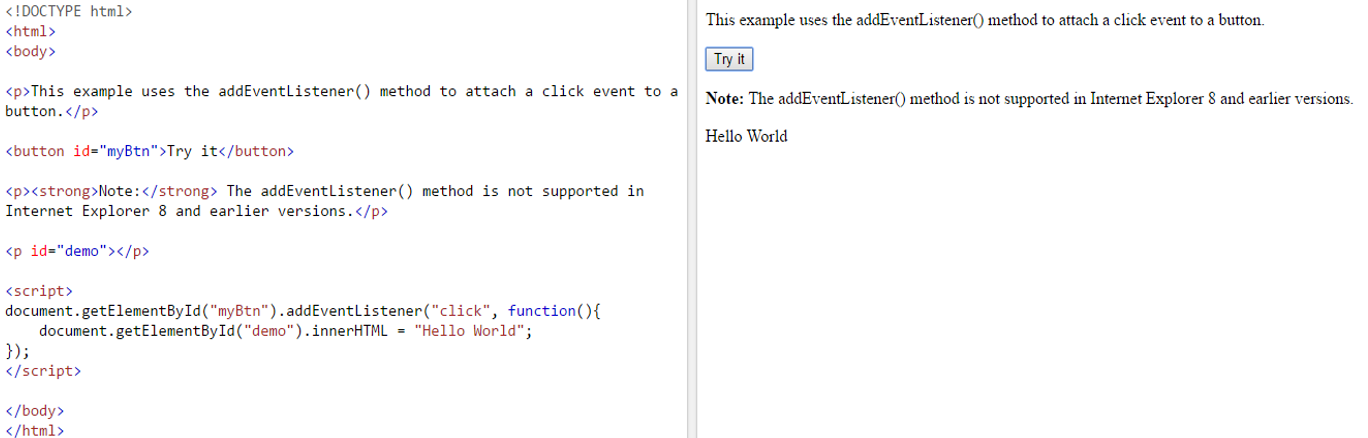 <!DOCTYPE html>
<html>
<body>
<p>This example uses the addEventListener() method to attach a click event to a
button.</p>
<button id="myBtn">Try it</button>
<p><strong>Note:</strong> The addEventListener() method is not supported in
Internet Explorer 8 and earlier versions.</p>
<p id="demo"></p>
<script>
document.getElementById("myBtn").addEventListener("click", function(){
    document.getElementById("demo").innerHTML = "Hello World";
});
</script>
</body>
</html>
This example uses the addEventListener() method to attach a click event to a button.
Try it
Note: The addEventListener() method is not supported in Internet Explorer 8 and earlier versions.
Hello World